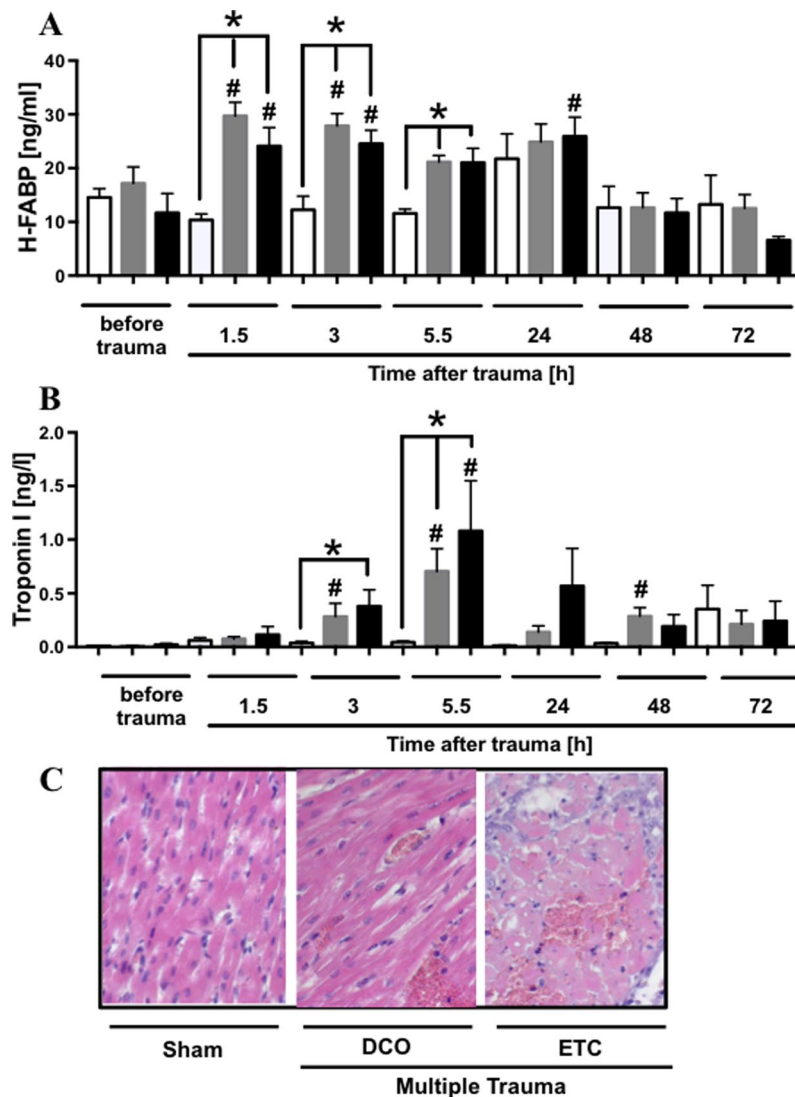 A
H-FABP [ng/ml]
40
30
20
10
0
* * *
# # # # #
before trauma
1.5 3 5.5 24 48 72
Time after trauma [h]
B
Troponin I [ng/l]
2.0
1.5
1.0
0.5
0.0
* *
# # # #
before trauma
1.5 3 5.5 24 48 72
Time after trauma [h]
C
Sham DCO ETC
Multiple Trauma